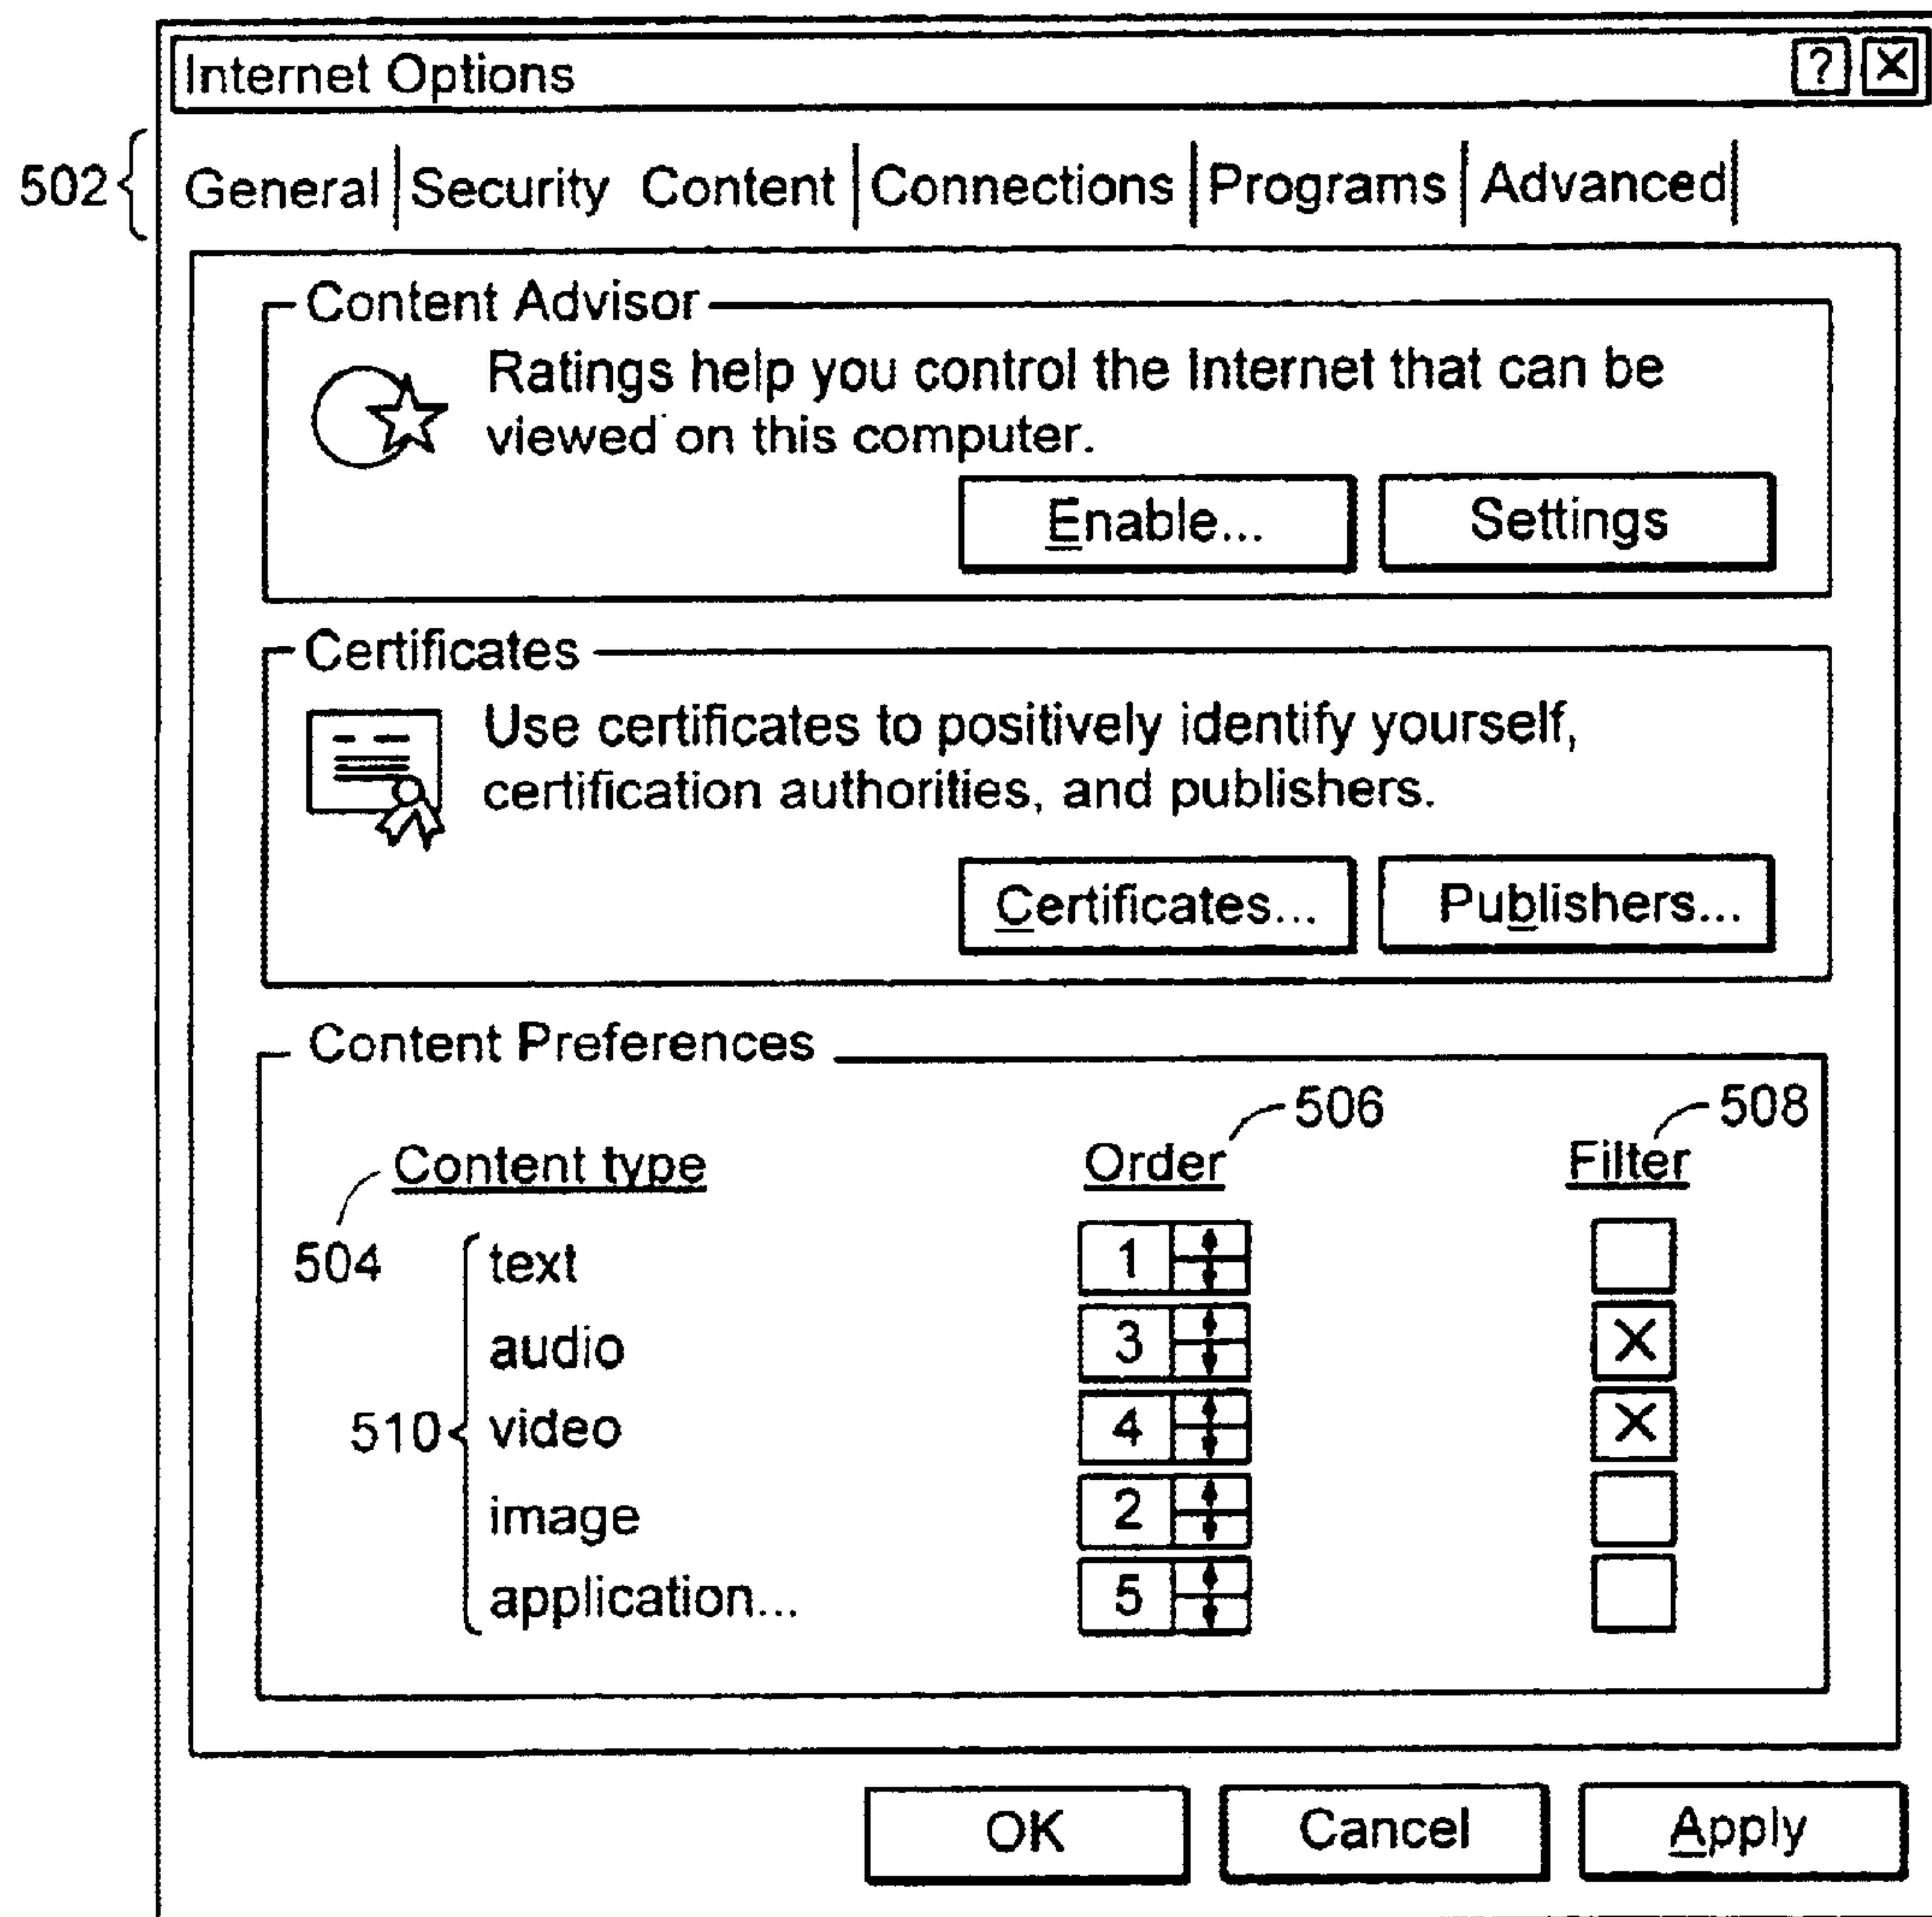 Internet Options ? X
502 General Security Content Connections Programs Advanced
Content Advisor
Ratings help you control the Internet that can be
viewed on this computer.
Enable... Settings
Certificates
Use certificates to positively identify yourself,
certification authorities, and publishers.
Certificates... Publishers...
Content Preferences
506 508
Content type Order Filter
504
text 1
audio 3 X
510 video 4 X
image 2
application... 5
OK Cancel Apply